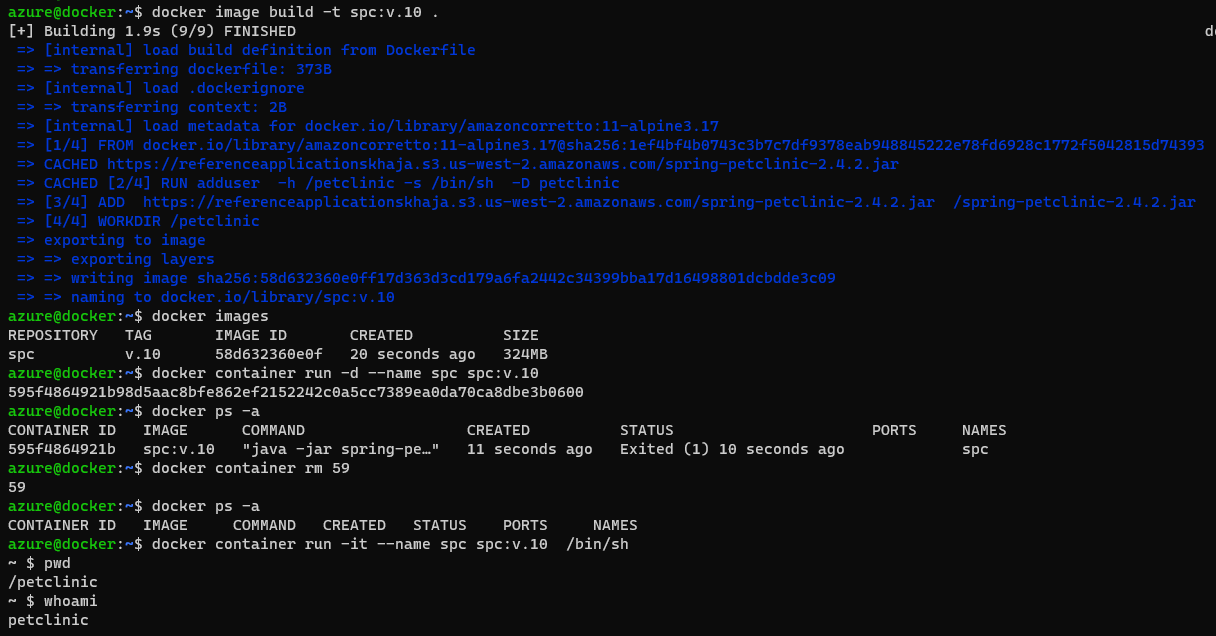 azure@docker:~$ docker image build -t spc:v.10 .
[+] Building 1.9s (9/9) FINISHED
=> [internal] load build definition from Dockerfile
=> => transferring dockerfile: 373B
=> [internal] load .dockerignore
=> => transferring context: 2B
=> [internal] load metadata for docker.io/library/amazoncorretto:11-alpine3.17
=> [1/4] FROM docker.io/library/amazoncorretto:11-alpine3.17@sha256:1ef4bf4b0743c3b7c7df9378eab948845222e78fd6928c1772f5042815d74393
=> CACHED https://referenceapplicationskhaja.s3.us-west-2.amazonaws.com/spring-petclinic-2.4.2.jar
=> CACHED [2/4] RUN adduser  -h /petclinic -s /bin/sh  -D petclinic
=> [3/4] ADD  https://referenceapplicationskhaja.s3.us-west-2.amazonaws.com/spring-petclinic-2.4.2.jar  /spring-petclinic-2.4.2.jar
=> [4/4] WORKDIR /petclinic
=> exporting to image
=> => exporting layers
=> => writing image sha256:58d632360e0ff17d363d3cd179a6fa2442c34399bba17d16498801dcbdde3c09
=> => naming to docker.io/library/spc:v.10
azure@docker:~$ docker images
REPOSITORY   TAG       IMAGE ID       CREATED          SIZE
spc          v.10      58d632360e0f   20 seconds ago   324MB
azure@docker:~$ docker container run -d --name spc spc:v.10
595f4864921b98d5aac8bfe862ef2152242c0a5cc7389ea0da70ca8dbe3b0600
azure@docker:~$ docker ps -a
CONTAINER ID   IMAGE      COMMAND                  CREATED          STATUS                      PORTS     NAMES
595f4864921b   spc:v.10   "java -jar spring-pe…"   11 seconds ago   Exited (1) 10 seconds ago             spc
azure@docker:~$ docker container rm 59
59
azure@docker:~$ docker ps -a
CONTAINER ID   IMAGE     COMMAND   CREATED   STATUS    PORTS     NAMES
azure@docker:~$ docker container run -it --name spc spc:v.10  /bin/sh
~ $ pwd
/petclinic
~ $ whoami
petclinic